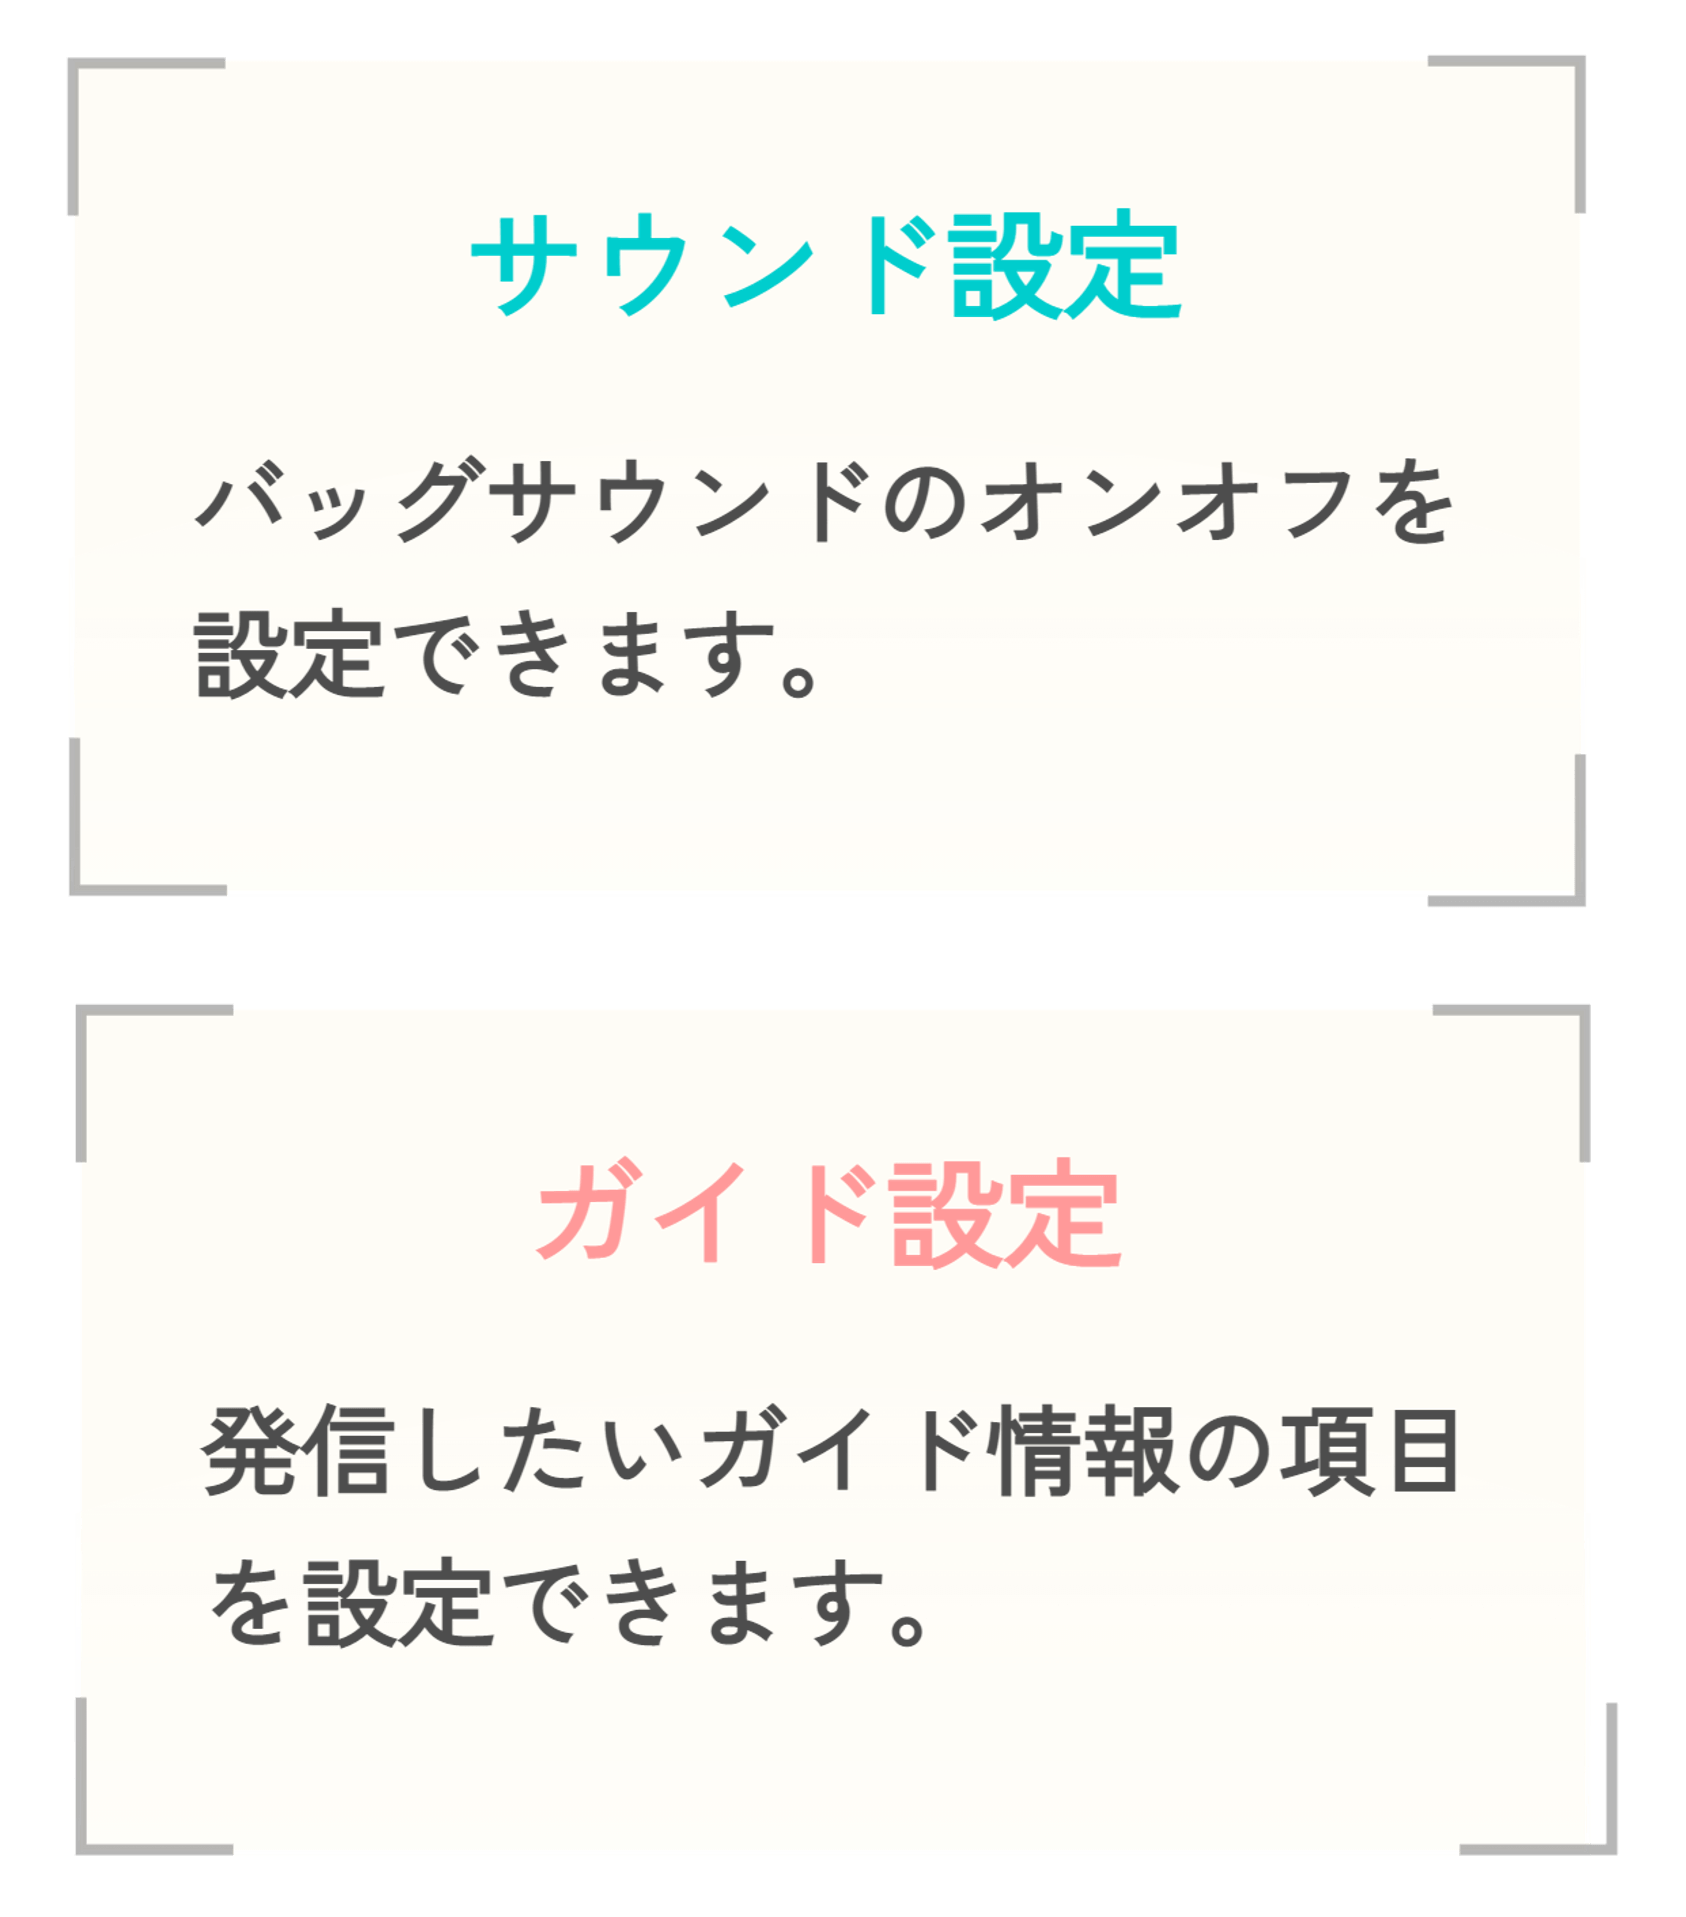 サウンド設定
バッグサウンドのオンオフを
設定できます。
ガイド設定
発信したいガイド情報の項目
を設定できます。